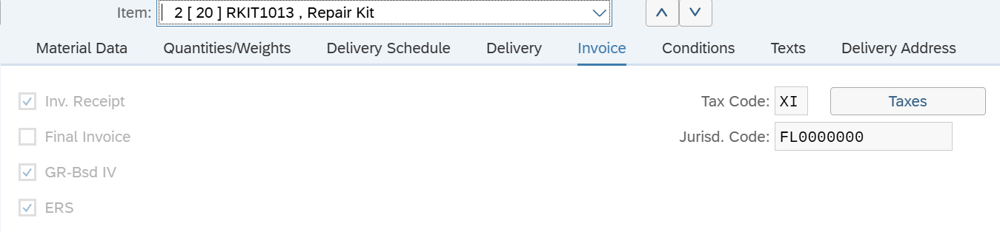 Item: 2 [ 20 ] RKIT1013 , Repair Kit
Material Data Quantities/Weights Delivery Schedule Delivery Invoice Conditions Texts Delivery Address
Inv. Receipt Tax Code: XI Taxes
Final Invoice Jurisd. Code: FL0000000
GR-Bsd IV
ERS